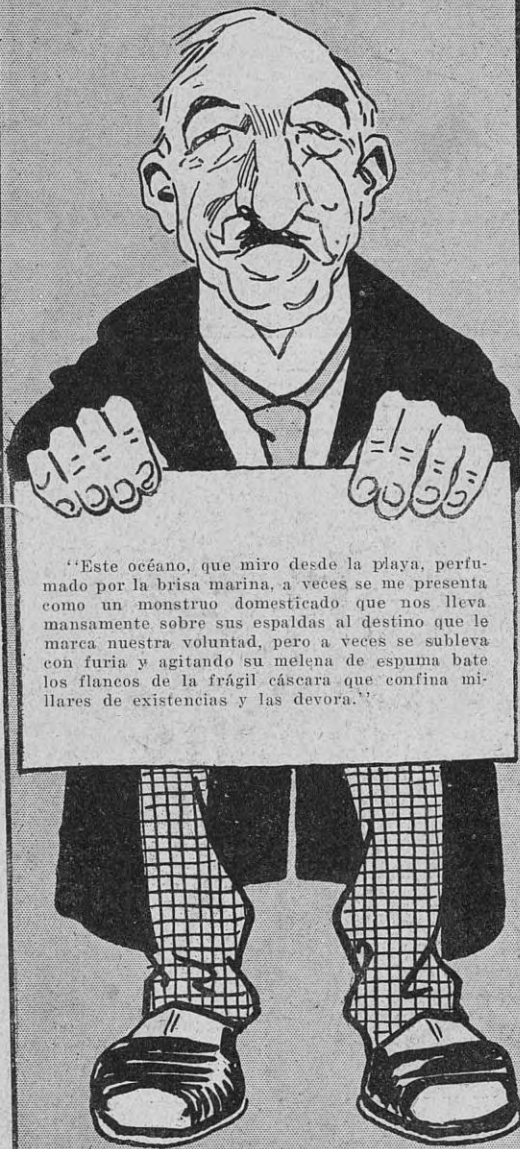 “Este océano, que miro desde la playa, perfu-
mado por la brisa marina, a veces se me presenta
como un monstruo domesticado que nos lleva
mansamente sobre sus espaldas al destino que le
marca nuestra voluntad, pero a veces se subleva
con furia y agitando su melena de espuma bate
los flancos de la frágil cáscara que confina mi-
llares de existencias y las devora.”